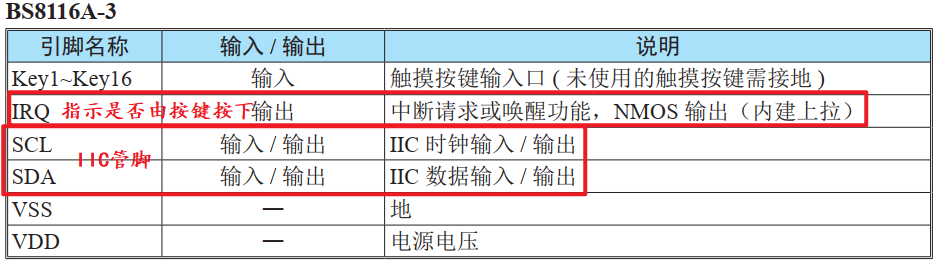 BS8116A-3
引脚名称 输入 / 输出 说明
Key1~Key16 输入 触摸按键输入口 ( 未使用的触摸按键需接地 )
IRQ 指示是否由按键按下 输出 中断请求或唤醒功能，NMOS 输出（内建上拉）
SCL 输入 / 输出 IIC 时钟输入 / 输出
IIC管脚
SDA 输入 / 输出 IIC 数据输入 / 输出
VSS — 地
VDD — 电源电压